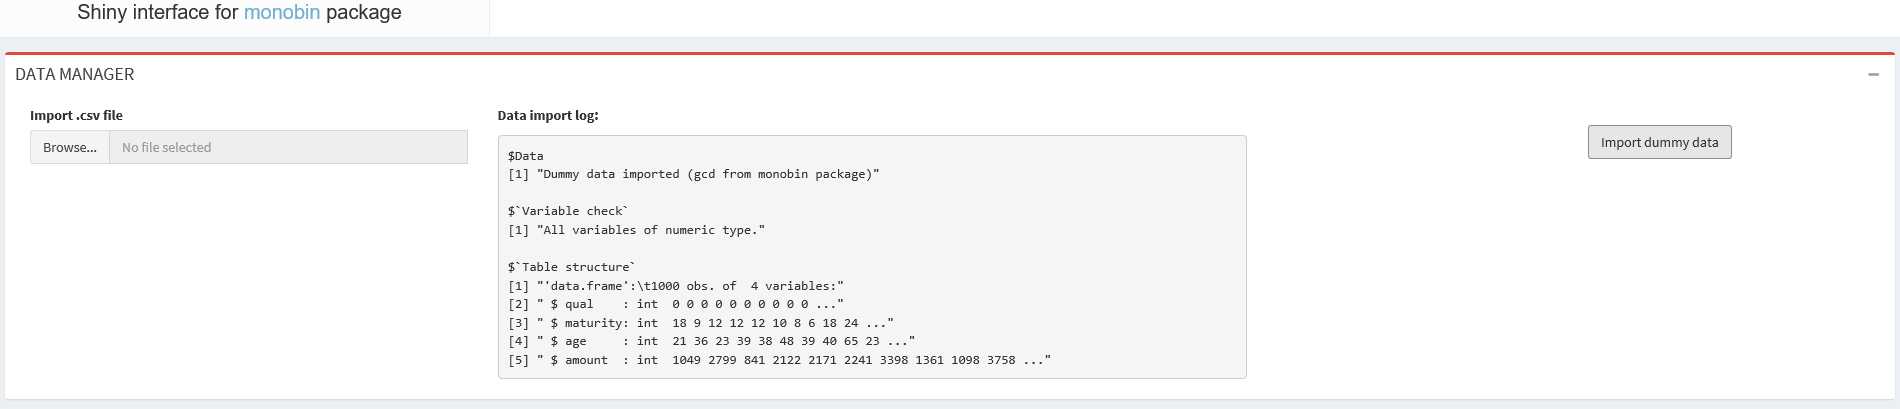 Shiny interface for monobin package
DATA MANAGER
Import .csv file
Browse...
No file selected
Data import log:
$Data
[1] "Dummy data imported (gcd from monobin package)"
$`Variable check`
[1] "All variables of numeric type."
$`Table structure`
[1] "'data.frame':\t1000 obs. of  4 variables:"
[2] " $ qual    : int  0 0 0 0 0 0 0 0 0 0 ..."
[3] " $ maturity: int  18 9 12 12 12 10 8 6 18 24 ..."
[4] " $ age     : int  21 36 23 39 38 48 39 40 65 23 ..."
[5] " $ amount  : int  1049 2799 841 2122 2171 2241 3398 1361 1098 3758 ..."
Import dummy data